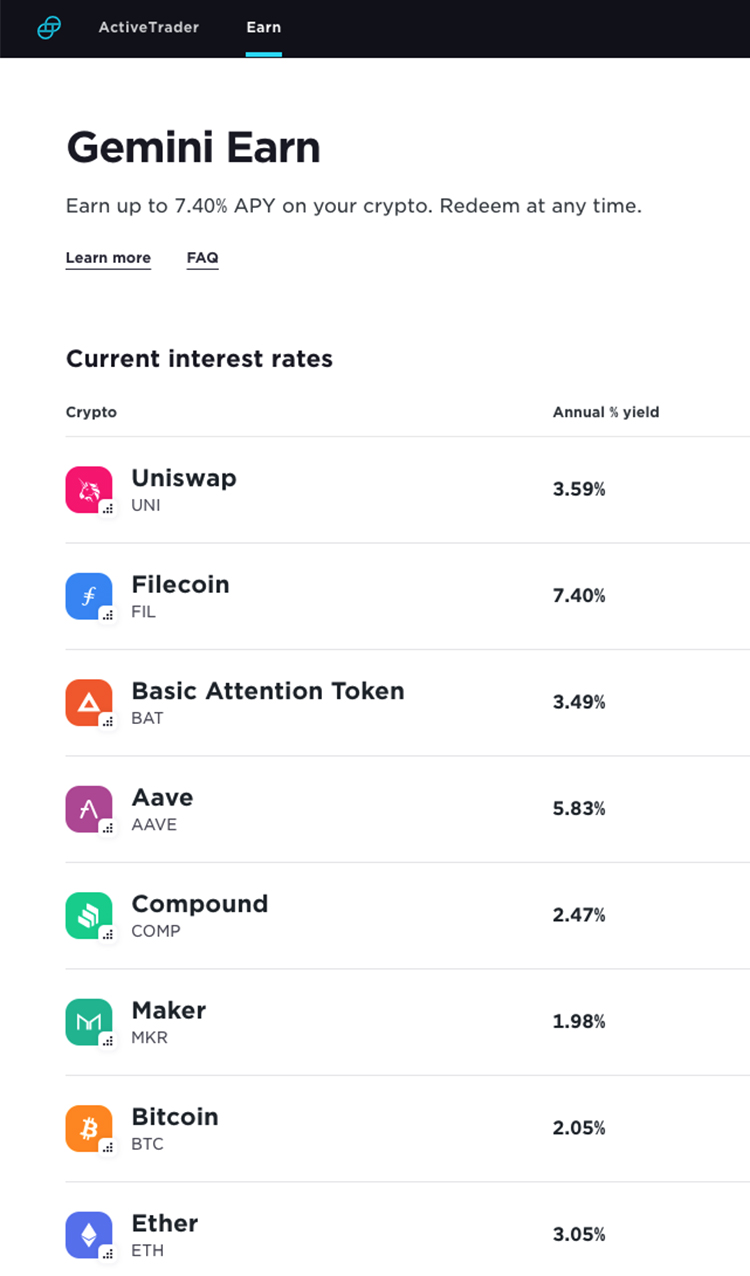 ActiveTrader Earn
Gemini Earn
Earn up to 7.40% APY on your crypto. Redeem at any time.
Learn more FAQ
Current interest rates
Crypto Annual % yield
Uniswap
UNI
3.59%
Filecoin
FIL
7.40%
Basic Attention Token
BAT
3.49%
Aave
AAVE
5.83%
Compound
COMP
2.47%
Maker
MKR
1.98%
Bitcoin
BTC
2.05%
Ether
ETH
3.05%